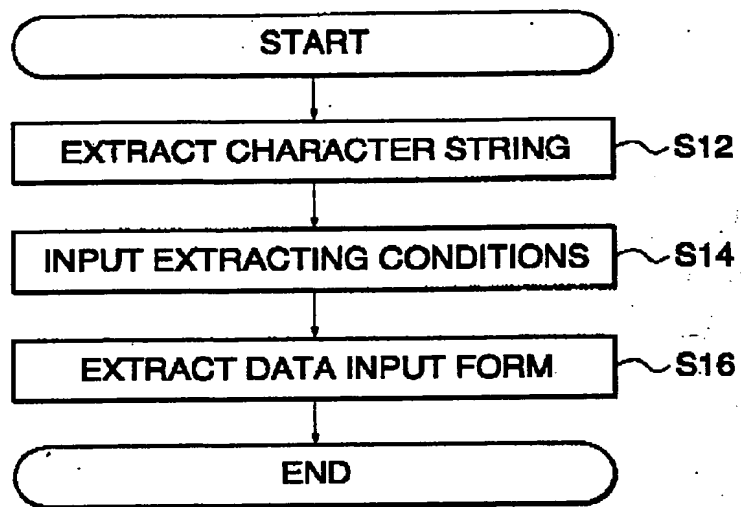 START
EXTRACT CHARACTER STRING S12
INPUT EXTRACTING CONDITIONS S14
EXTRACT DATA INPUT FORM S16
END